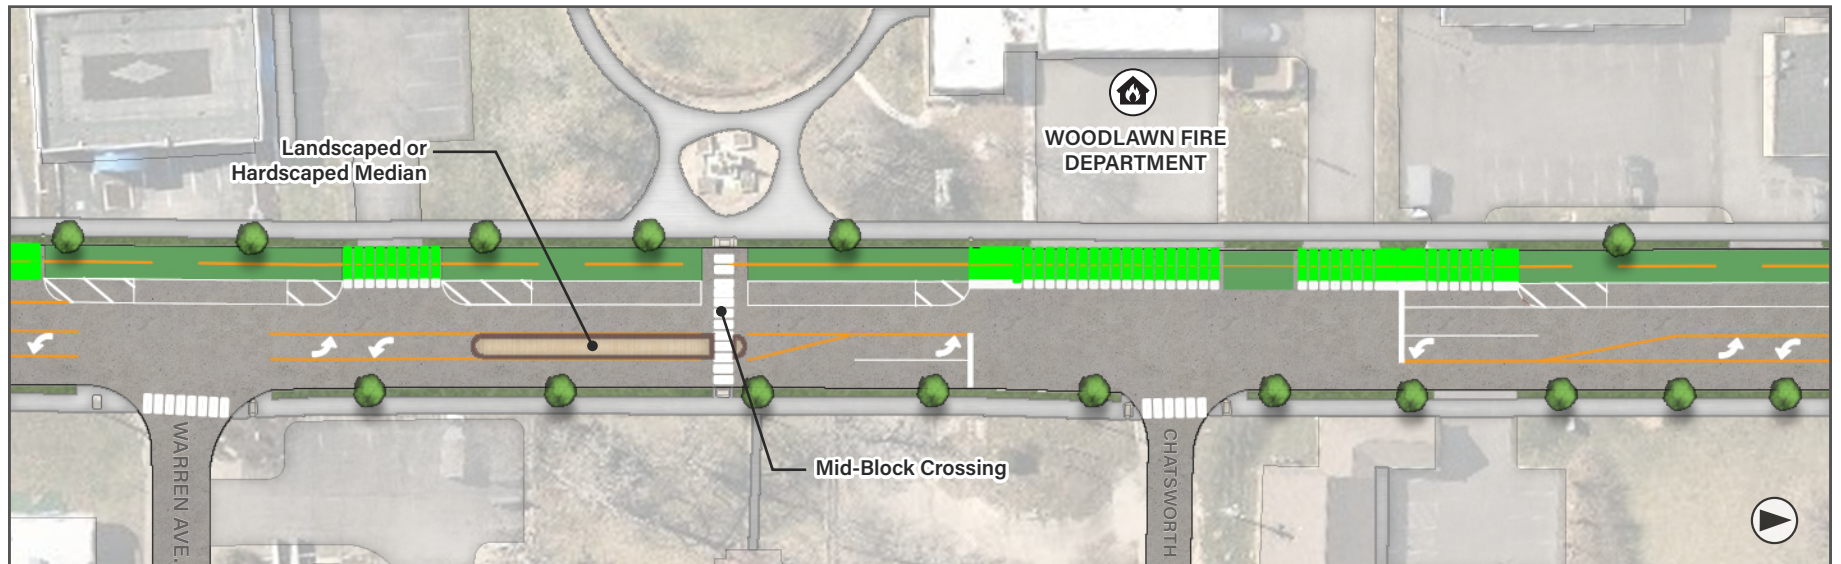 Landscaped or
Hardscaped Median
WOODLAWN FIRE
DEPARTMENT
Mid-Block Crossing
WARREN AVE.
CHATSWORTH